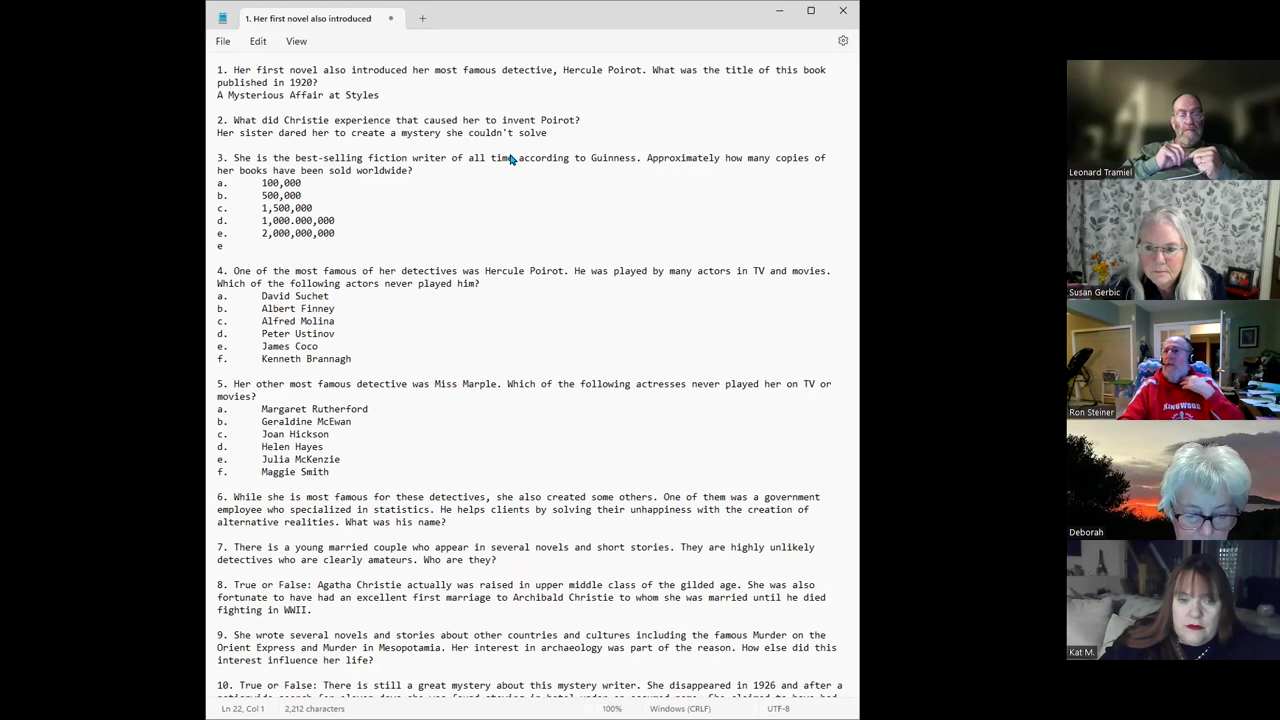 1. Her first novel also introduced
File
Edit
View
1. Her first novel also introduced her most famous detective, Hercule Poirot. What was the title of this book
published in 1920?
A Mysterious Affair at Styles
2. What did Christie experience that caused her to invent Poirot?
Her sister dared her to create a mystery she couldn't solve
3. She is the best-selling fiction writer of all time according to Guinness. Approximately how many copies of
her books have been sold worldwide?
a. 100,000
b. 500,000
c. 1,500,000
d. 1,000.000,000
e. 2,000,000,000
e
4. One of the most famous of her detectives was Hercule Poirot. He was played by many actors in TV and movies.
Which of the following actors never played him?
a. David Suchet
b. Albert Finney
c. Alfred Molina
d. Peter Ustinov
e. James Coco
f. Kenneth Brannagh
5. Her other most famous detective was Miss Marple. Which of the following actresses never played her on TV or
movies?
a. Margaret Rutherford
b. Geraldine McEwan
c. Joan Hickson
d. Helen Hayes
e. Julia McKenzie
f. Maggie Smith
6. While she is most famous for these detectives, she also created some others. One of them was a government
employee who specialized in statistics. He helps clients by solving their unhappiness with the creation of
alternative realities. What was his name?
7. There is a young married couple who appear in several novels and short stories. They are highly unlikely
detectives who are clearly amateurs. Who are they?
8. True or False: Agatha Christie actually was raised in upper middle class of the gilded age. She was also
fortunate to have had an excellent first marriage to Archibald Christie to whom she was married until he died
fighting in WWII.
9. She wrote several novels and stories about other countries and cultures including the famous Murder on the
Orient Express and Murder in Mesopotamia. Her interest in archaeology was part of the reason. How else did this
interest influence her life?
10. True or False: There is still a great mystery about this mystery writer. She disappeared in 1926 and after a
Ln 22, Col 1
2,212 characters
100%
Windows (CRLF)
UTF-8
Leonard Tramiel
Susan Gerbic
KINGWOOD
Ron Steiner
Deborah
Kat M.